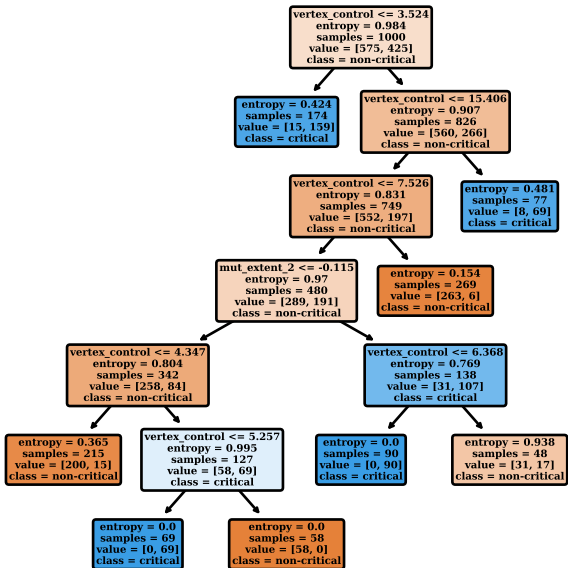 vertex_control <= 3.524
entropy = 0.984
samples = 1000
value = [575, 425]
class = non-critical
entropy = 0.424
samples = 174
value = [15, 159]
class = critical
vertex_control <= 15.406
entropy = 0.907
samples = 826
value = [560, 266]
class = non-critical
vertex_control <= 7.526
entropy = 0.831
samples = 749
value = [552, 197]
class = non-critical
entropy = 0.481
samples = 77
value = [8, 69]
class = critical
mut_extent_2 <= -0.115
entropy = 0.97
samples = 480
value = [289, 191]
class = non-critical
entropy = 0.154
samples = 269
value = [263, 6]
class = non-critical
vertex_control <= 4.347
entropy = 0.804
samples = 342
value = [258, 84]
class = non-critical
vertex_control <= 6.368
entropy = 0.769
samples = 138
value = [31, 107]
class = critical
entropy = 0.365
samples = 215
value = [200, 15]
class = non-critical
vertex_control <= 5.257
entropy = 0.995
samples = 127
value = [58, 69]
class = critical
entropy = 0.0
samples = 90
value = [0, 90]
class = critical
entropy = 0.938
samples = 48
value = [31, 17]
class = non-critical
entropy = 0.0
samples = 69
value = [0, 69]
class = critical
entropy = 0.0
samples = 58
value = [58, 0]
class = non-critical